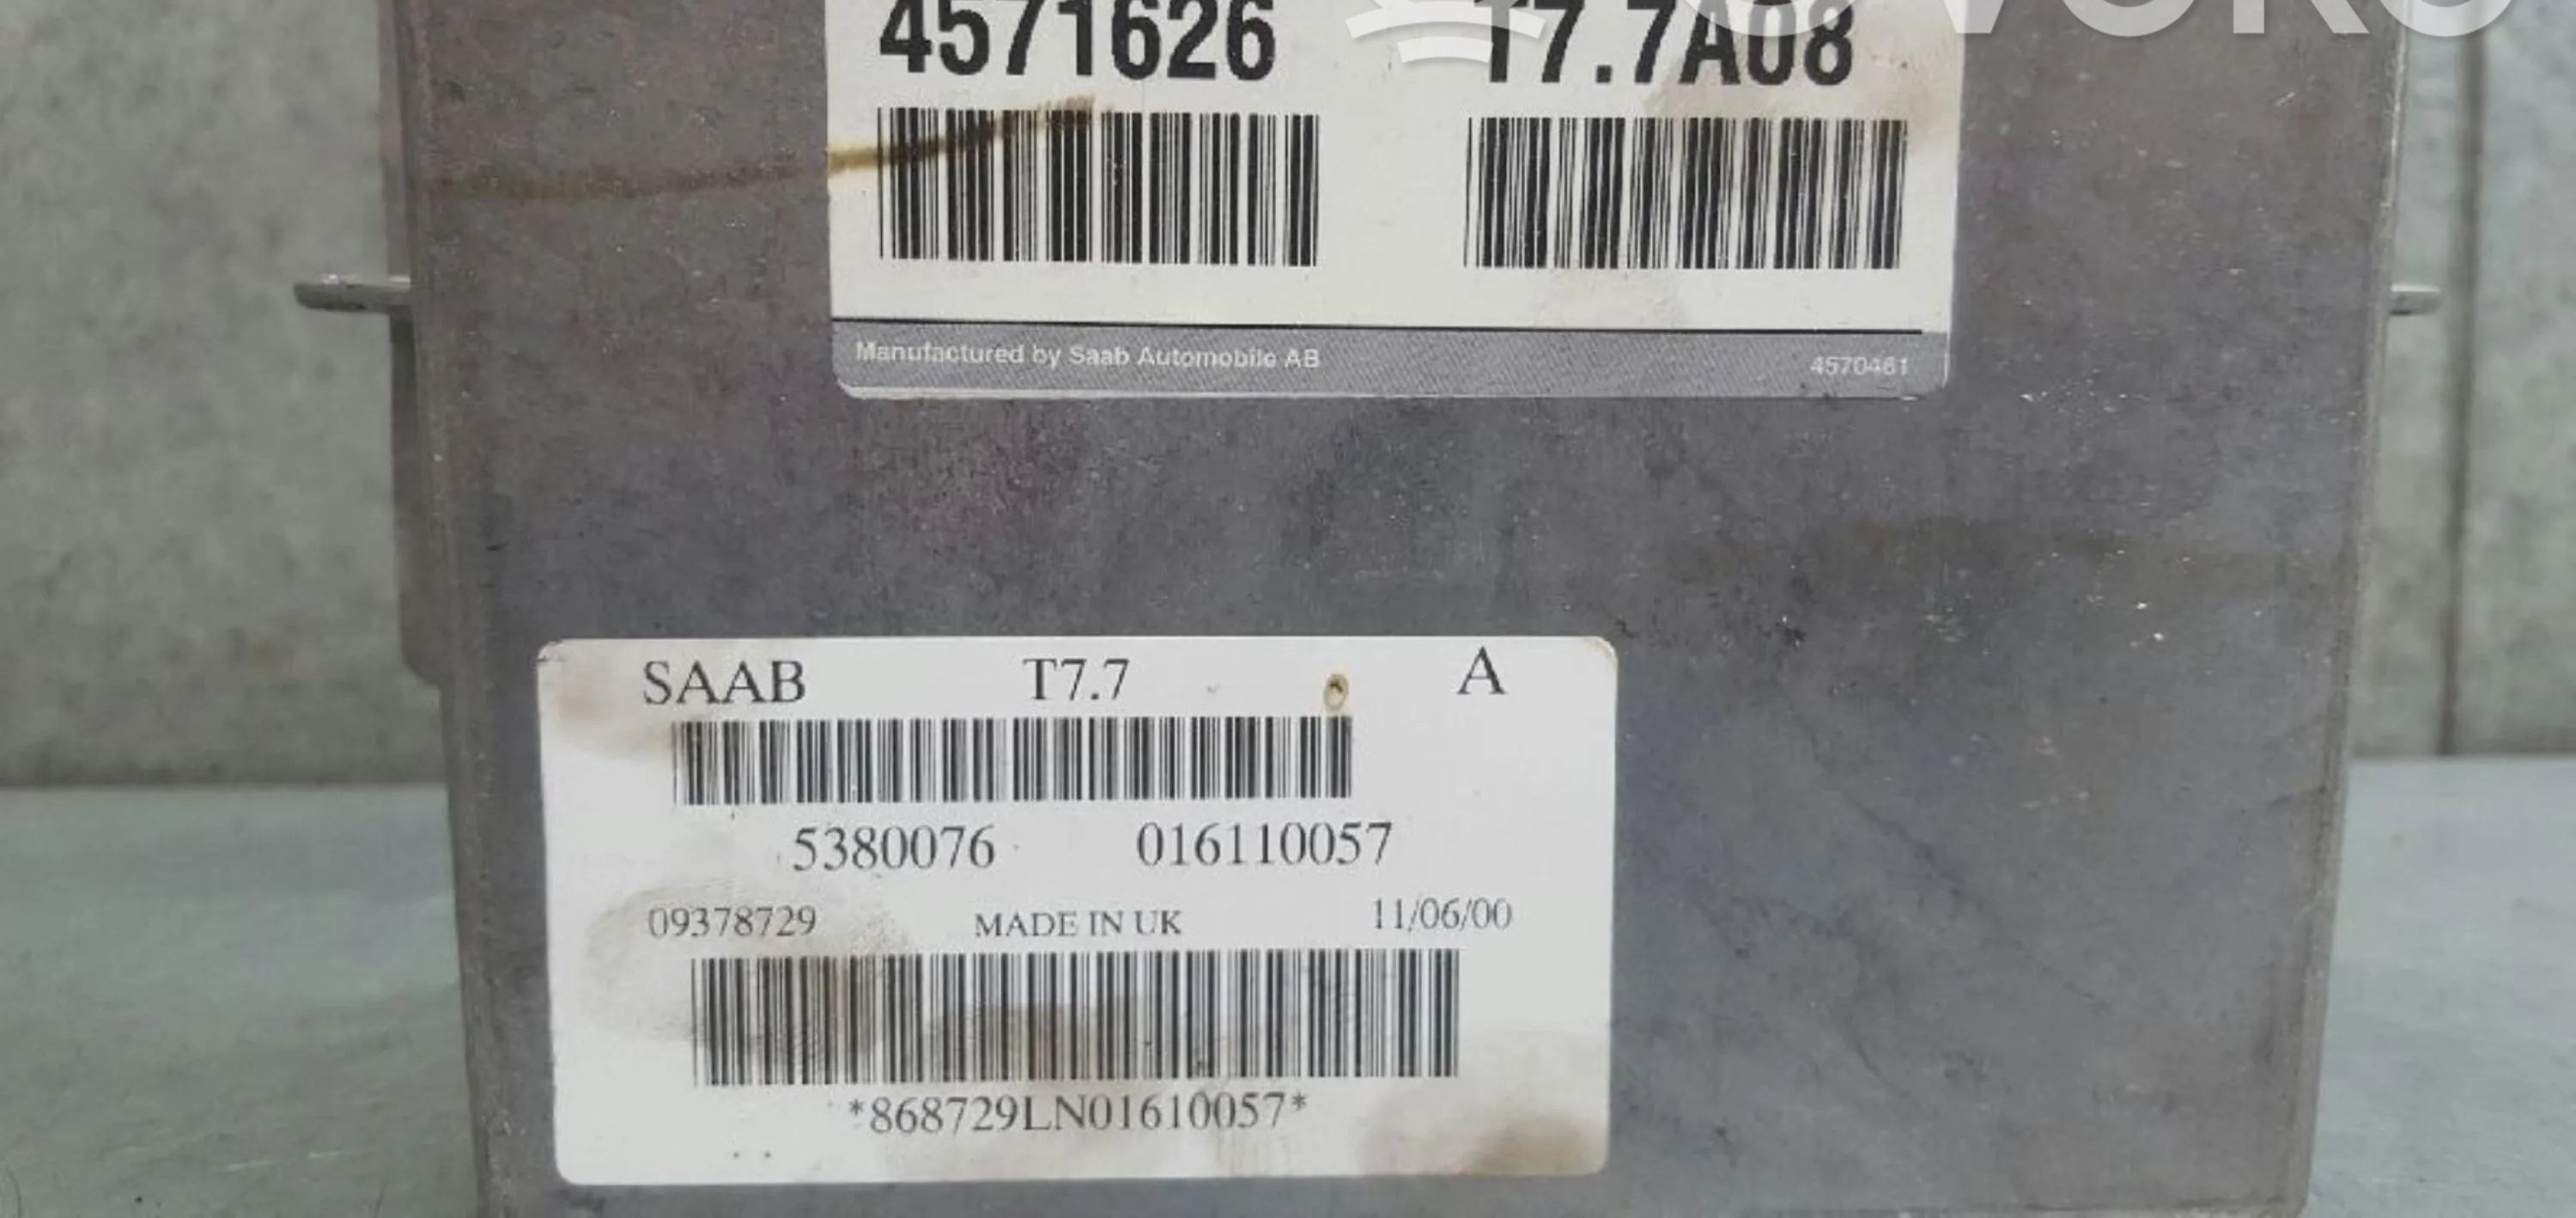 4571626 T7.7A08
Manufactured by Saab Automobile AB 4570461
SAAB T7.7 A
5380076 016110057
09378729 MADE IN UK 11/06/00
*868729LN01610057*